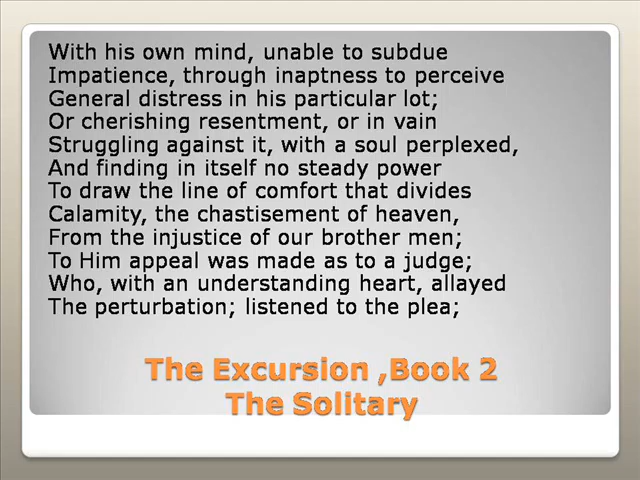 With his own mind, unable to subdue
Impatience, through inaptness to perceive
General distress in his particular lot;
Or cherishing resentment, or in vain
Struggling against it, with a soul perplexed,
And finding in itself no steady power
To draw the line of comfort that divides
Calamity, the chastisement of heaven,
From the injustice of our brother men;
To Him appeal was made as to a judge;
Who, with an understanding heart, allayed
The perturbation; listened to the plea;
The Excursion ,Book 2
The Solitary